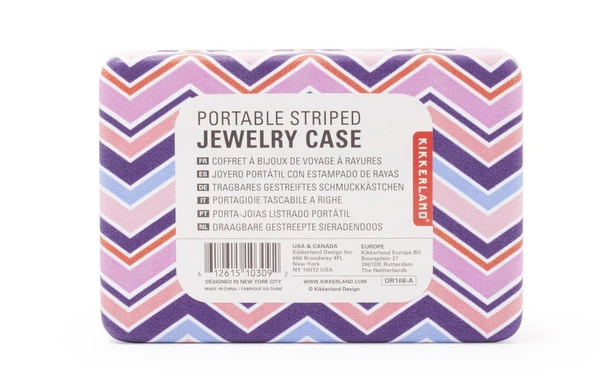 PORTABLE STRIPED
JEWELRY CASE
KIKKERLAND®
FR COFFRET À BIJOUX DE VOYAGE À RAYURES
ES JOYERO PORTÁTIL CON ESTAMPADO DE RAYAS
DE TRAGBARES GESTREIFTES SCHMUCKKÄSTCHEN
IT PORTAGIOIE TASCABILE A RIGHE
PT PORTA-JOIAS LISTRADO PORTÁTIL
NL DRAAGBARE GESTREEPTE SIERADENDOOS
6 12615 10309 2
DESIGNED IN NEW YORK CITY
MADE IN CHINA / FABRIQUÉ EN CHINE
USA & CANADA
Kikkerland Design Inc.
666 Broadway 4FL
New York
NY 10012 USA
EUROPE
Kikkerland Europe BV
Beursplein 37
3001DE Rotterdam
The Netherlands
WWW.KIKKERLAND.COM
© Kikkerland Design
OR108-A